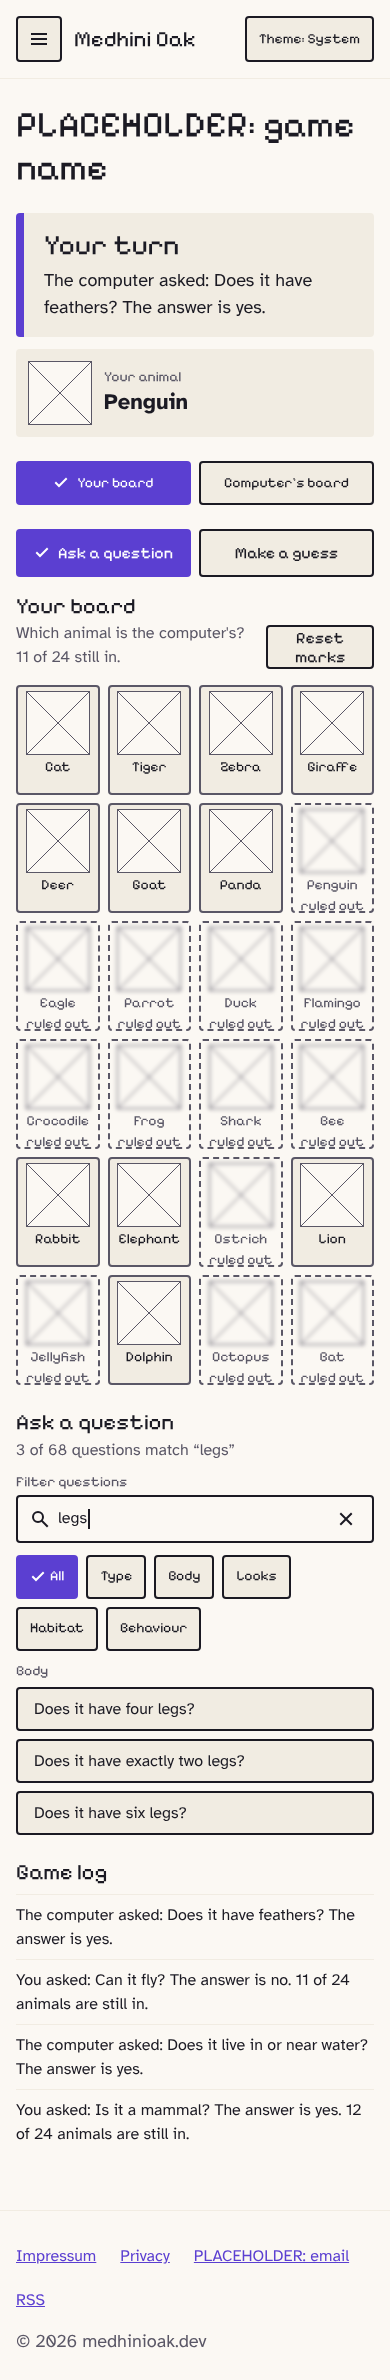 Medhini Oak
Theme: System
PLACEHOLDER: game
name
Your turn
The computer asked: Does it have
feathers? The answer is yes.
Your animal
Penguin
Your board
Computer's board
Ask a question
Make a guess
Your board
Which animal is the computer's?
11 of 24 still in.
Reset
marks
Cat
Tiger
Zebra
Giraffe
Deer
Goat
Panda
Penguin
ruled out
Eagle
ruled out
Parrot
ruled out
Duck
ruled out
Flamingo
ruled out
Crocodile
ruled out
Frog
ruled out
Shark
ruled out
Bee
ruled out
Rabbit
Elephant
Ostrich
ruled out
Lion
Jellyfish
ruled out
Dolphin
Octopus
ruled out
Bat
ruled out
Ask a question
3 of 68 questions match “legs”
Filter questions
legs
All
Type
Body
Looks
Habitat
Behaviour
Body
Does it have four legs?
Does it have exactly two legs?
Does it have six legs?
Game log
The computer asked: Does it have feathers? The
answer is yes.
You asked: Can it fly? The answer is no. 11 of 24
animals are still in.
The computer asked: Does it live in or near water?
The answer is yes.
You asked: Is it a mammal? The answer is yes. 12
of 24 animals are still in.
Impressum
Privacy
PLACEHOLDER: email
RSS
© 2026 medhinioak.dev